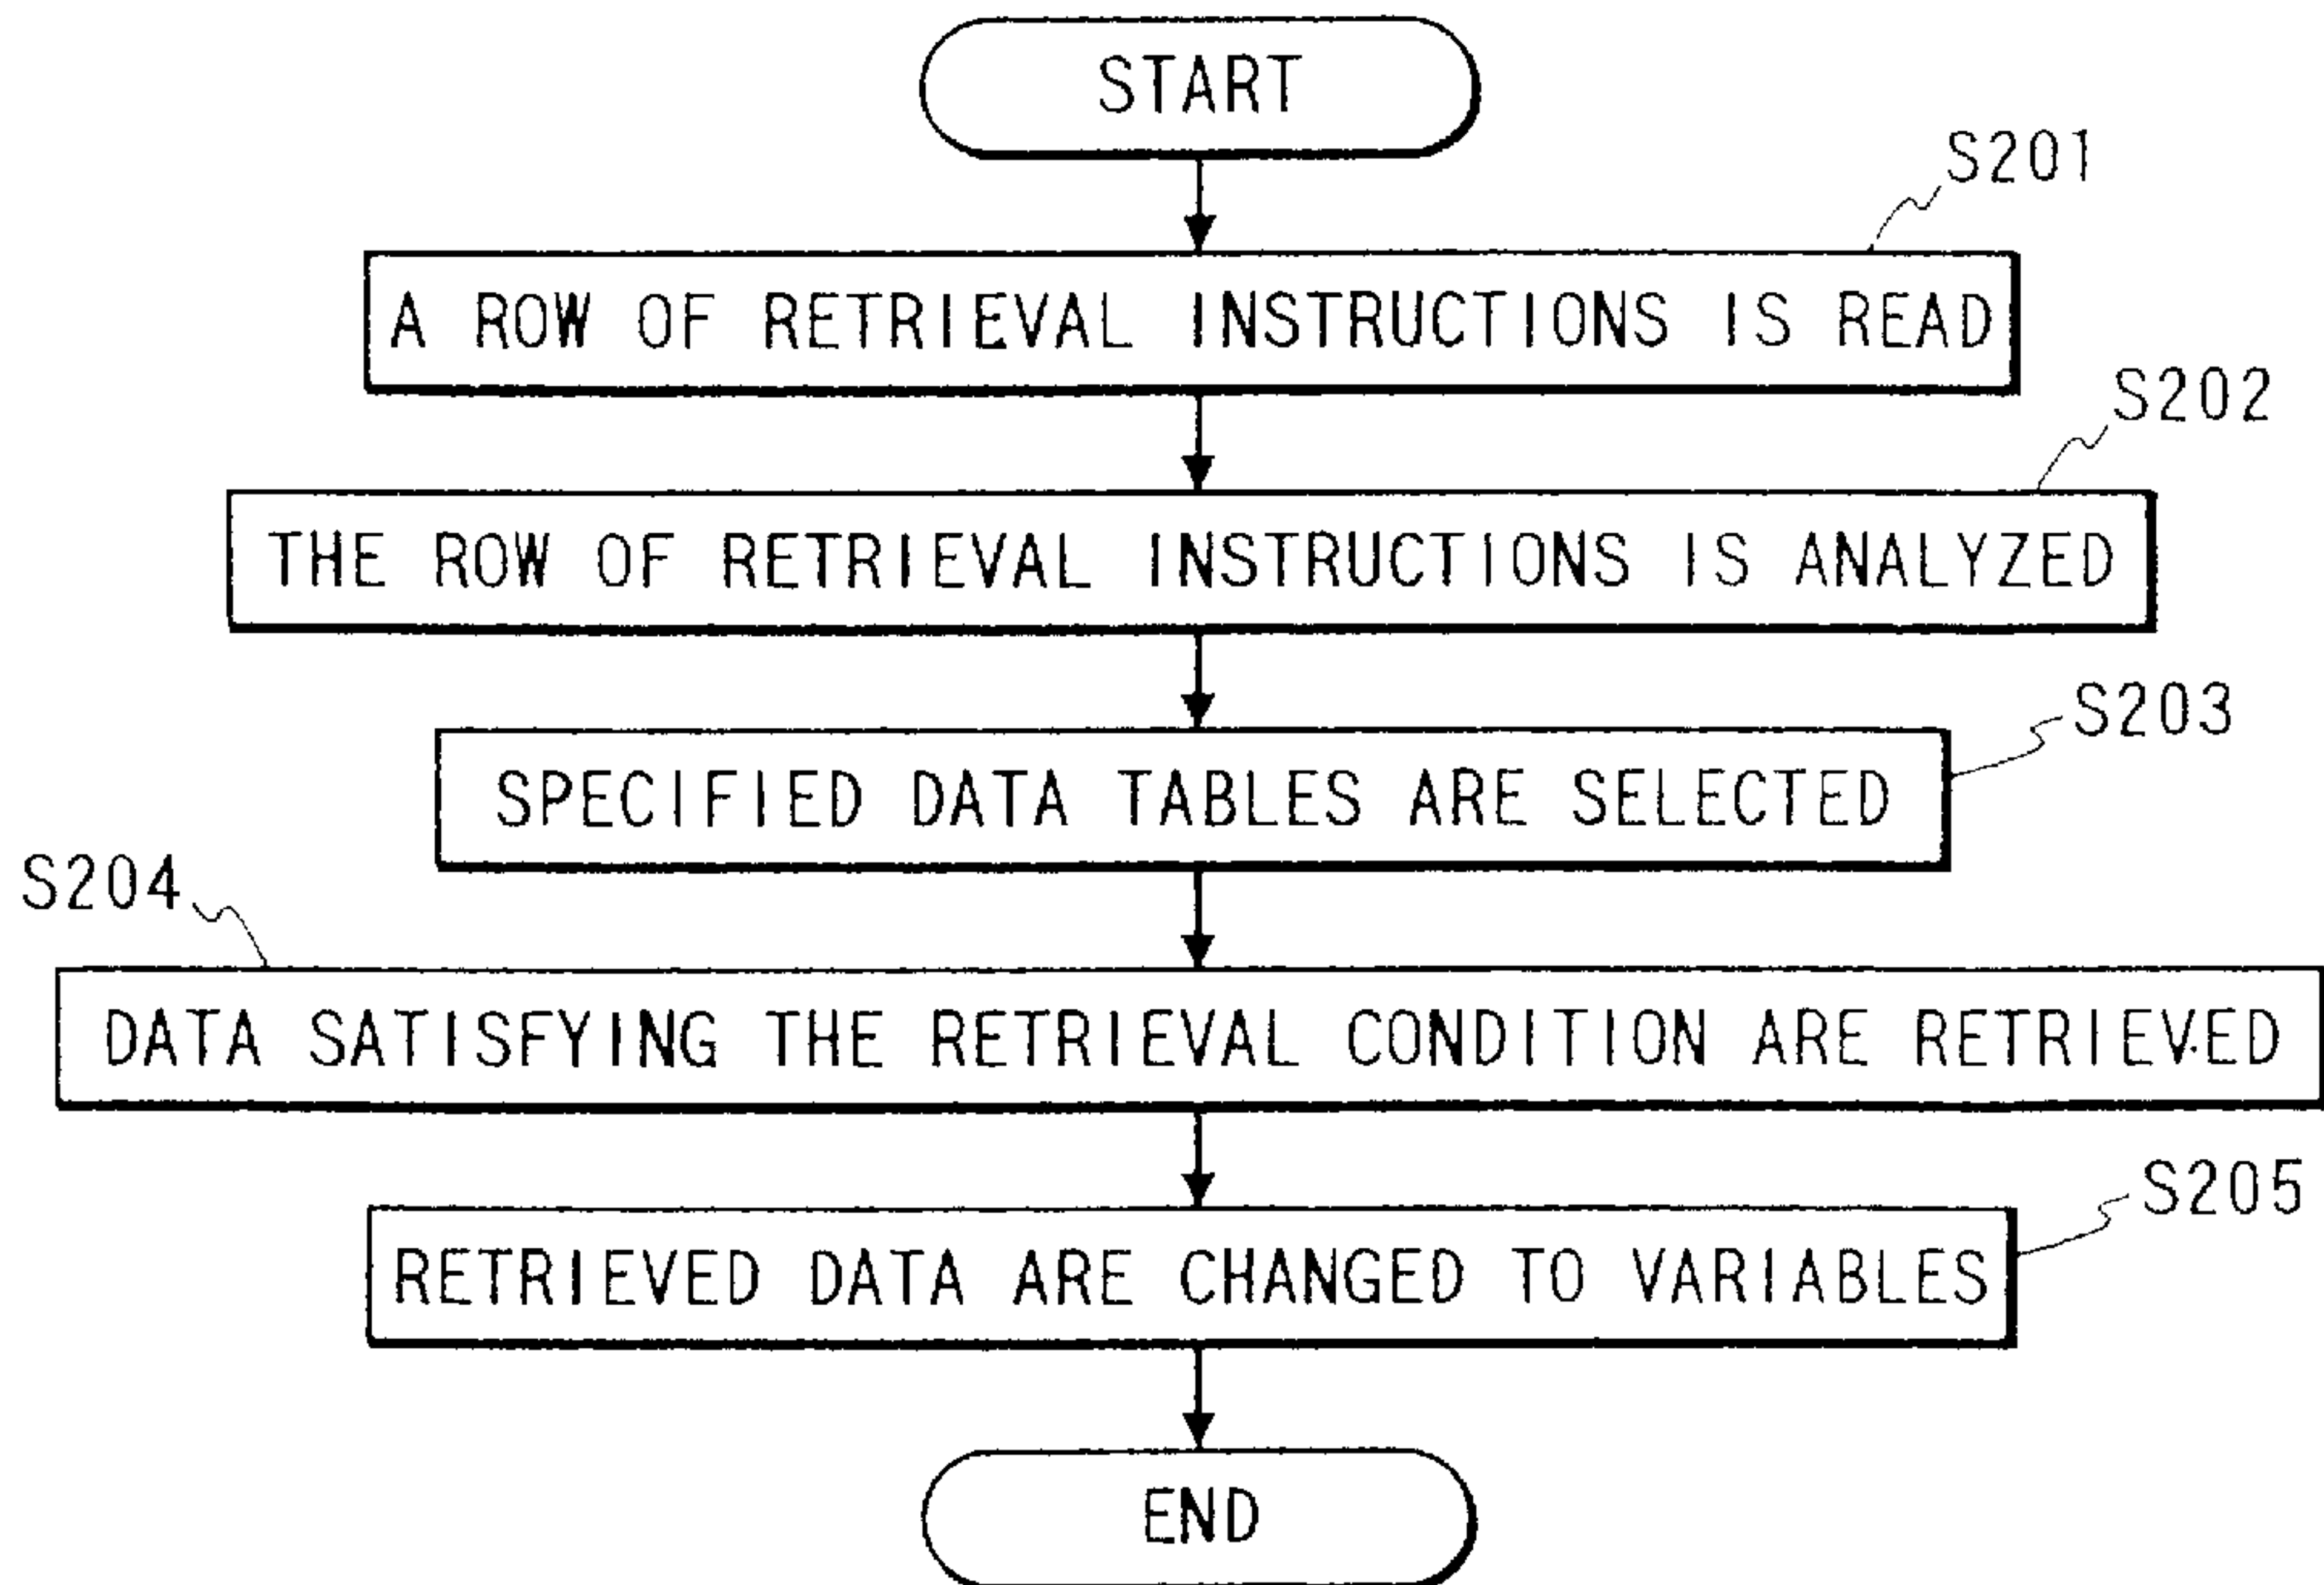 START
S201
A ROW OF RETRIEVAL INSTRUCTIONS IS READ
S202
THE ROW OF RETRIEVAL INSTRUCTIONS IS ANALYZED
S203
SPECIFIED DATA TABLES ARE SELECTED
S204
DATA SATISFYING THE RETRIEVAL CONDITION ARE RETRIEVED
S205
RETRIEVED DATA ARE CHANGED TO VARIABLES
END